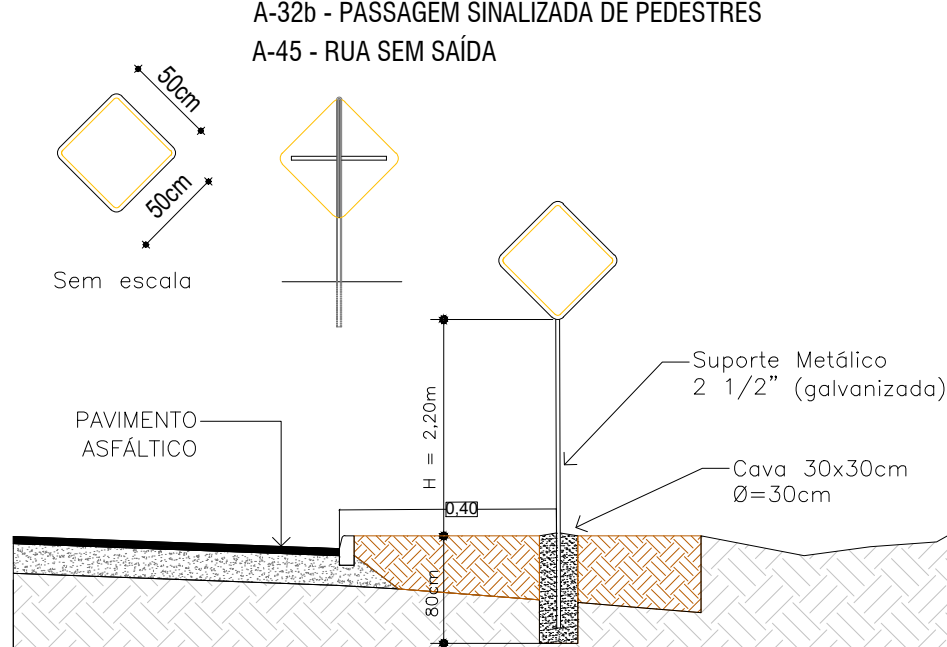 A-32b - PASSAGEM SINALIZADA DE PEDESTRES
A-45 - RUA SEM SAÍDA
50cm
50cm
Sem escala
Suporte Metálico
2 1/2” (galvanizada)
PAVIMENTO
ASFÁLTICO
H = 2,20m
Cava 30x30cm
Ø=30cm
0,40
80cm